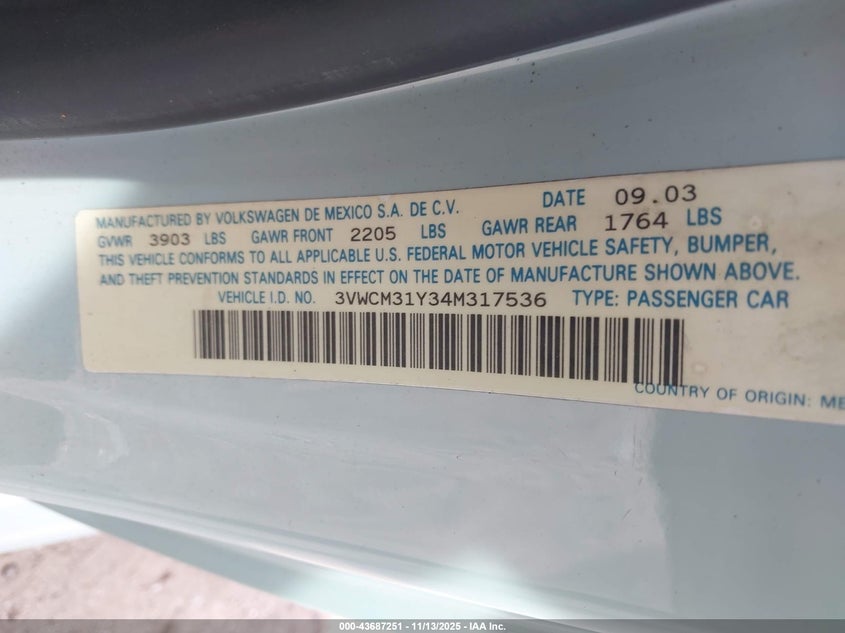 MANUFACTURED BY VOLKSWAGEN DE MEXICO S.A. DE C.V. DATE 09.03
GVWR 3903 LBS GAWR FRONT 2205 LBS GAWR REAR 1764 LBS
THIS VEHICLE CONFORMS TO ALL APPLICABLE U.S. FEDERAL MOTOR VEHICLE SAFETY, BUMPER,
AND THEFT PREVENTION STANDARDS IN EFFECT ON THE DATE OF MANUFACTURE SHOWN ABOVE.
VEHICLE I.D. NO. 3VWCM31Y34M317536 TYPE: PASSENGER CAR
COUNTRY OF ORIGIN: ME
000-43687251 | 11/13/2025 - IAA Inc.